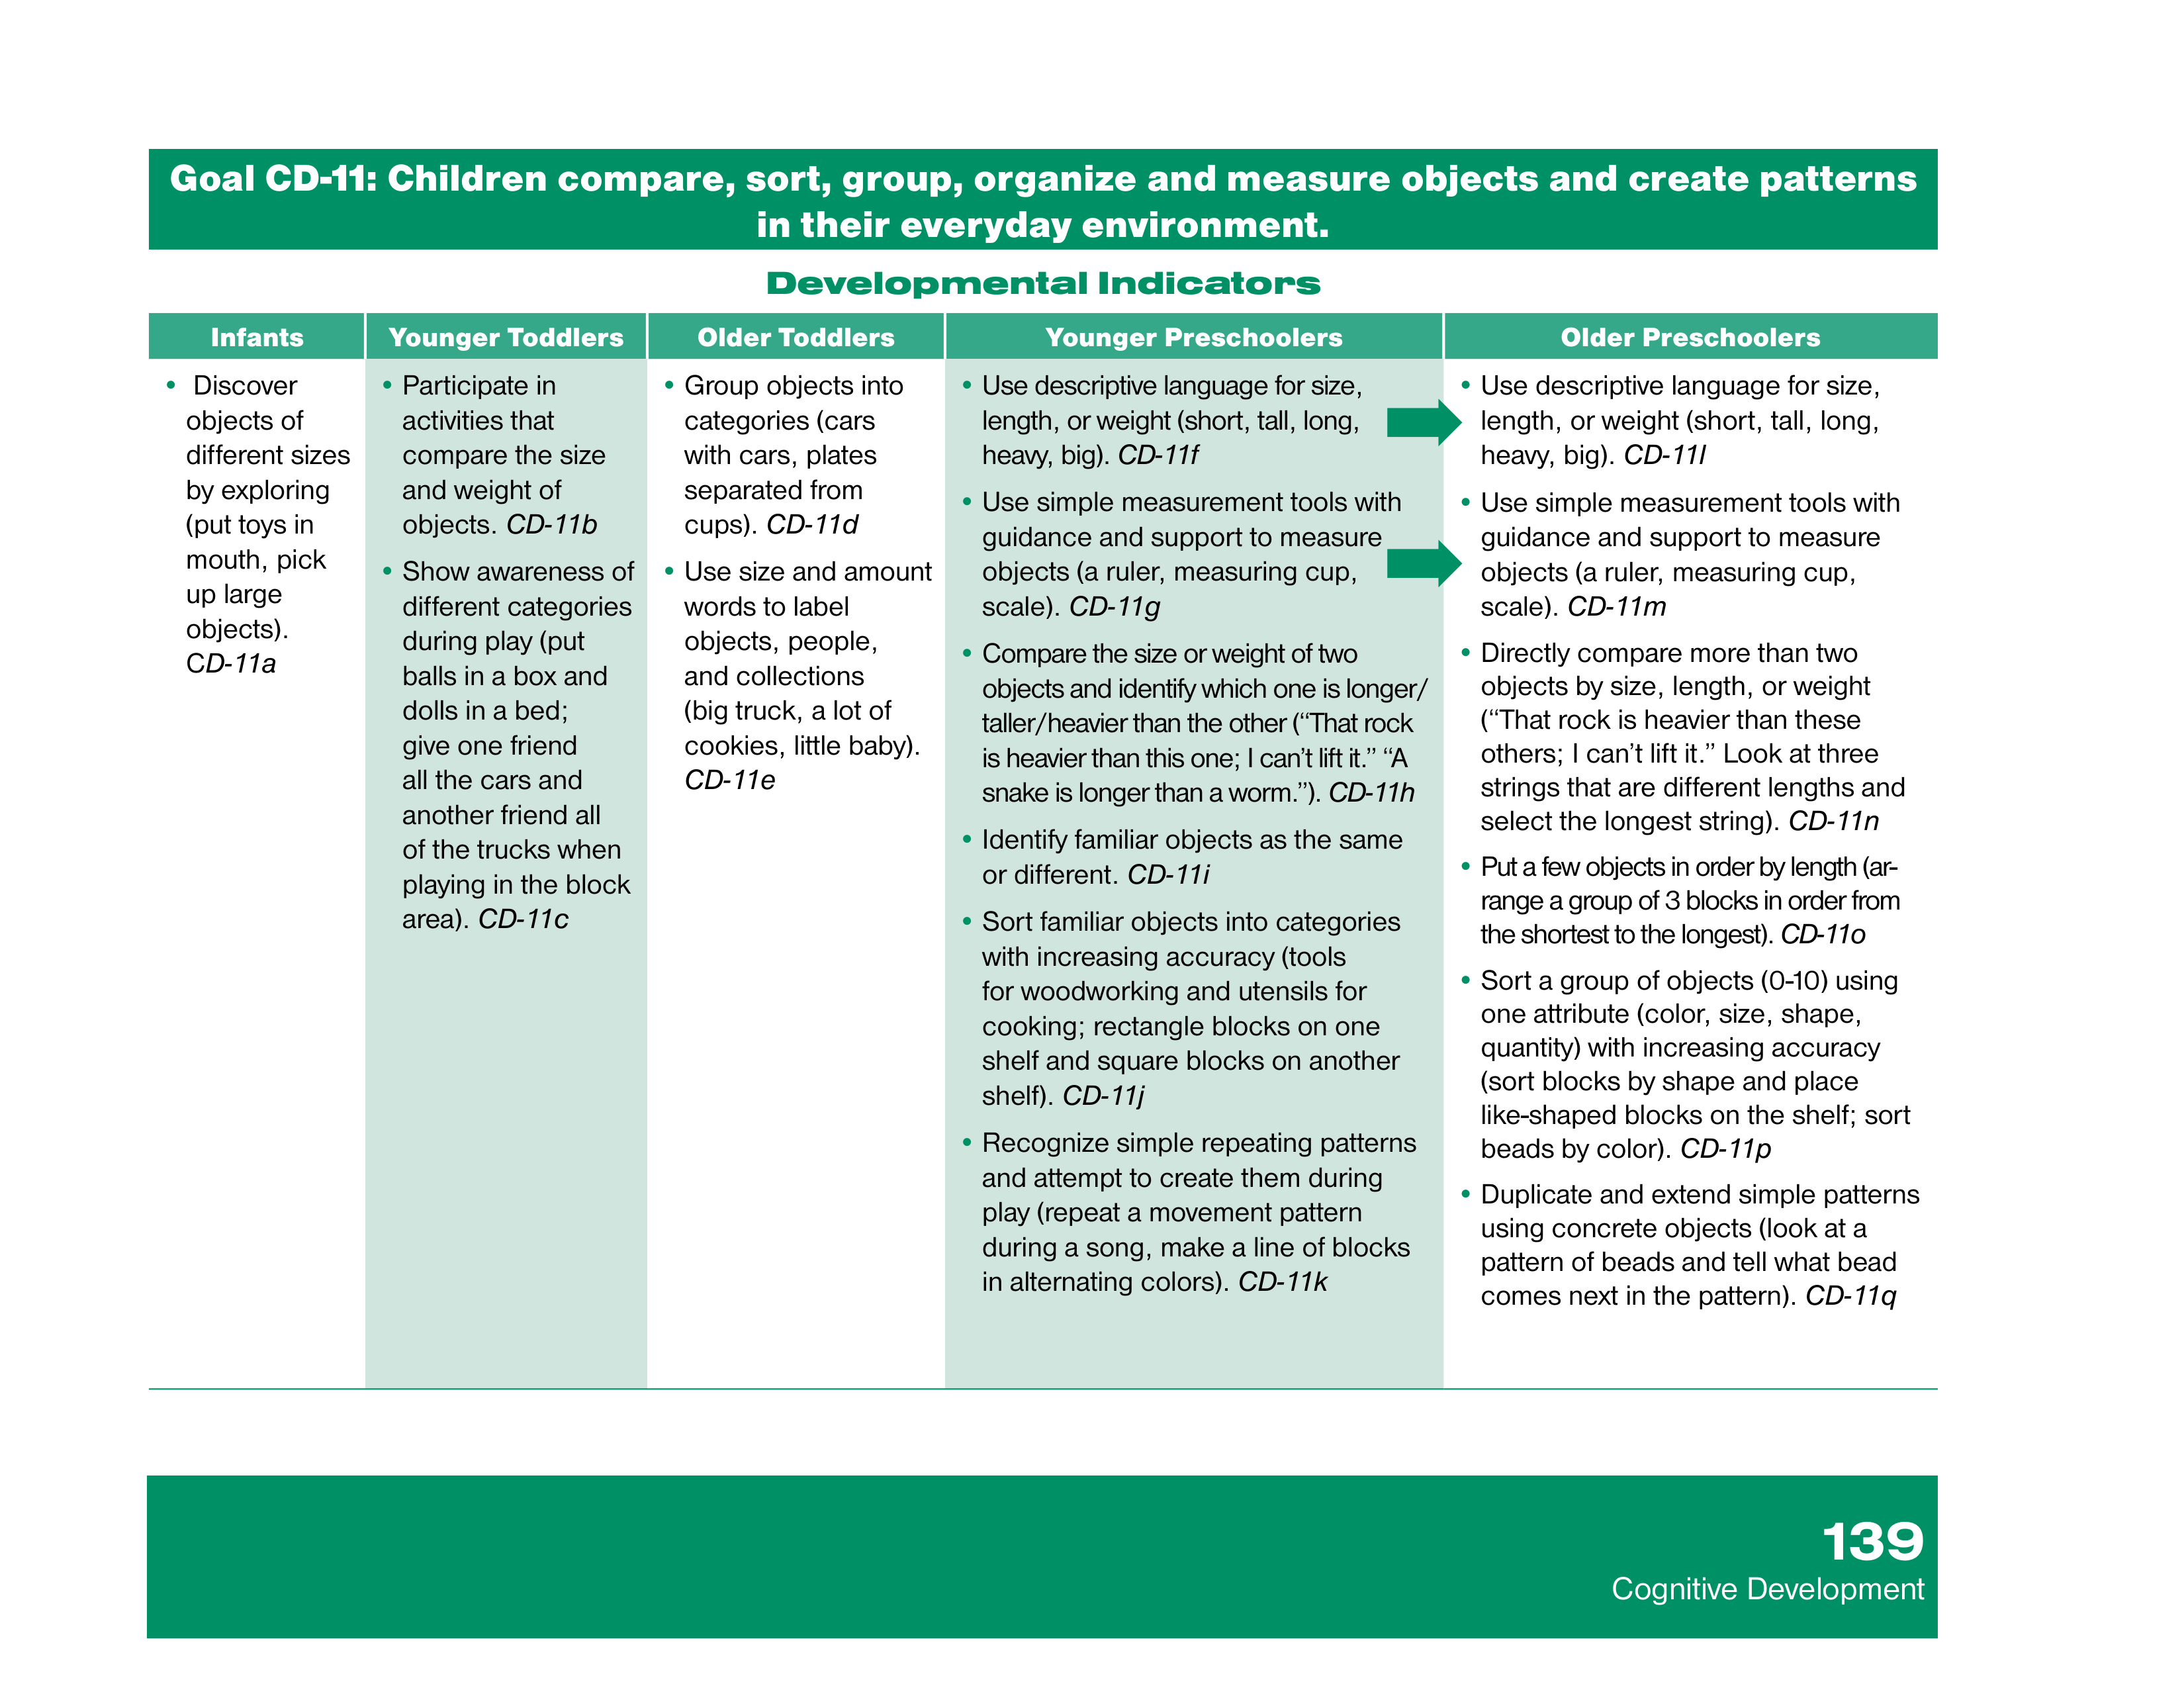 Goal CD-11: Children compare, sort, group, organize and measure objects and create patterns
in their everyday environment.
Developmental Indicators
Infants
Younger Toddlers
Older Toddlers
Younger Preschoolers
Older Preschoolers
• Discover
objects of
different sizes
by exploring
(put toys in
mouth, pick
up large
objects).
CD-11a
• Participate in
activities that
compare the size
and weight of
objects. CD-11b
• Show awareness of
different categories
during play (put
balls in a box and
dolls in a bed;
give one friend
all the cars and
another friend all
of the trucks when
playing in the block
area). CD-11c
• Group objects into
categories (cars
with cars, plates
separated from
cups). CD-11d
• Use size and amount
words to label
objects, people,
and collections
(big truck, a lot of
cookies, little baby).
CD-11e
• Use descriptive language for size,
length, or weight (short, tall, long,
heavy, big). CD-11f
• Use simple measurement tools with
guidance and support to measure
objects (a ruler, measuring cup,
scale). CD-11g
• Compare the size or weight of two
objects and identify which one is longer/
taller/heavier than the other (“That rock
is heavier than this one; I can’t lift it.” “A
snake is longer than a worm.”). CD-11h
• Identify familiar objects as the same
or different. CD-11i
• Sort familiar objects into categories
with increasing accuracy (tools
for woodworking and utensils for
cooking; rectangle blocks on one
shelf and square blocks on another
shelf). CD-11j
• Recognize simple repeating patterns
and attempt to create them during
play (repeat a movement pattern
during a song, make a line of blocks
in alternating colors). CD-11k
• Use descriptive language for size,
length, or weight (short, tall, long,
heavy, big). CD-11l
• Use simple measurement tools with
guidance and support to measure
objects (a ruler, measuring cup,
scale). CD-11m
• Directly compare more than two
objects by size, length, or weight
(“That rock is heavier than these
others; I can’t lift it.” Look at three
strings that are different lengths and
select the longest string). CD-11n
• Put a few objects in order by length (ar-
range a group of 3 blocks in order from
the shortest to the longest). CD-11o
• Sort a group of objects (0-10) using
one attribute (color, size, shape,
quantity) with increasing accuracy
(sort blocks by shape and place
like-shaped blocks on the shelf; sort
beads by color). CD-11p
• Duplicate and extend simple patterns
using concrete objects (look at a
pattern of beads and tell what bead
comes next in the pattern). CD-11q
139
Cognitive Development